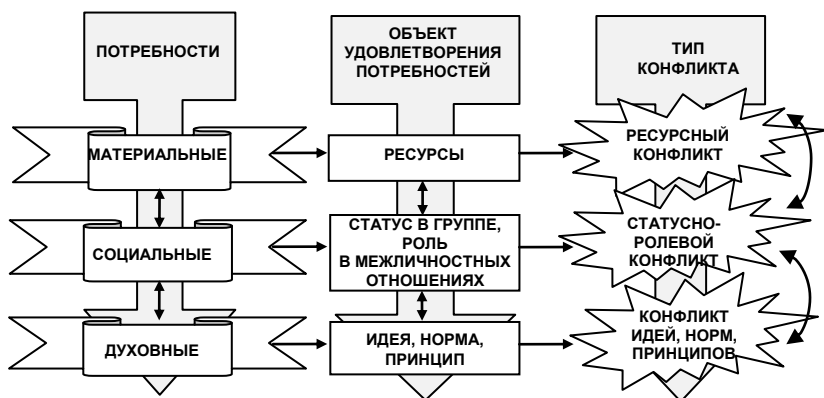 ПОТРЕБНОСТИ
ОБЪЕКТ
УДОВЛЕТВОРЕНИЯ
ПОТРЕБНОСТЕЙ
ТИП
КОНФЛИКТА
МАТЕРИАЛЬНЫЕ
РЕСУРСЫ
РЕСУРСНЫЙ
КОНФЛИКТ
СОЦИАЛЬНЫЕ
СТАТУС В ГРУППЕ,
РОЛЬ
В МЕЖЛИЧНОСТНЫХ
ОТНОШЕНИЯХ
СТАТУСНО-
РОЛЕВОЙ
КОНФЛИКТ
ДУХОВНЫЕ
ИДЕЯ, НОРМА,
ПРИНЦИП
КОНФЛИКТ
ИДЕЙ, НОРМ,
ПРИНЦИПОВ